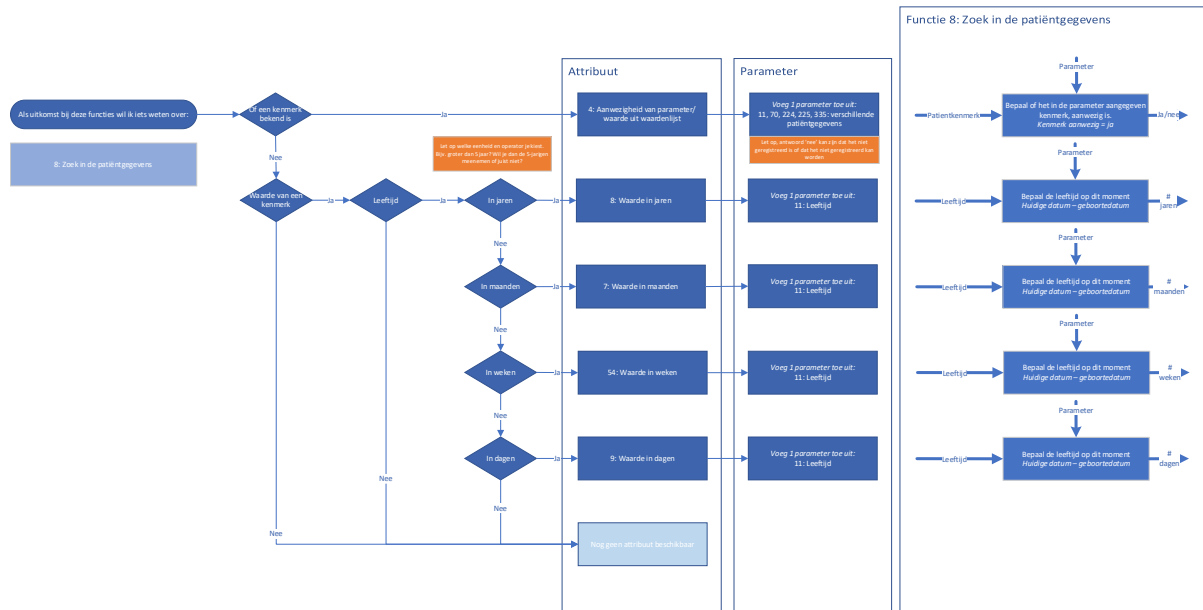 Functie 8: Zoek in de patiëntgegevens
Attribuut
Parameter
Als uitkomst bij deze functies wil ik iets weten over:
8: Zoek in de patiëntgegevens
Of een kenmerk
bekend is
Ja
4: Aanwezigheid van parameter/
waarde uit waardenlijst
Voeg 1 parameter toe uit:
11, 70, 224, 225, 335: verschillende
patiëntgegevens
Let op, antwoord 'nee' kan zijn dat het niet
geregistreerd is of dat het niet geregistreerd kan
worden
Let op welke eenheid en operator je kiest.
Bijv. groter dan 5 jaar? Wil je dan de 5-jarigen
meenemen of juist niet?
Nee
Waarde van een
kenmerk
Ja
Leeftijd
Ja
In jaren
Ja
8: Waarde in jaren
Voeg 1 parameter toe uit:
11: Leeftijd
Nee
In maanden
Ja
7: Waarde in maanden
Voeg 1 parameter toe uit:
11: Leeftijd
Nee
In weken
Ja
54: Waarde in weken
Voeg 1 parameter toe uit:
11: Leeftijd
Nee
In dagen
Ja
9: Waarde in dagen
Voeg 1 parameter toe uit:
11: Leeftijd
Nee
Nee
Nee
Nog geen attribuut beschikbaar
Parameter
Patientkenmerk
Bepaal of het in de parameter aangegeven
kenmerk, aanwezig is.
Kenmerk aanwezig = ja
Ja/nee
Parameter
Leeftijd
Bepaal de leeftijd op dit moment
Huidige datum – geboortedatum
#
jaren
Parameter
Leeftijd
Bepaal de leeftijd op dit moment
Huidige datum – geboortedatum
#
maanden
Parameter
Leeftijd
Bepaal de leeftijd op dit moment
Huidige datum – geboortedatum
#
weken
Parameter
Leeftijd
Bepaal de leeftijd op dit moment
Huidige datum – geboortedatum
#
dagen